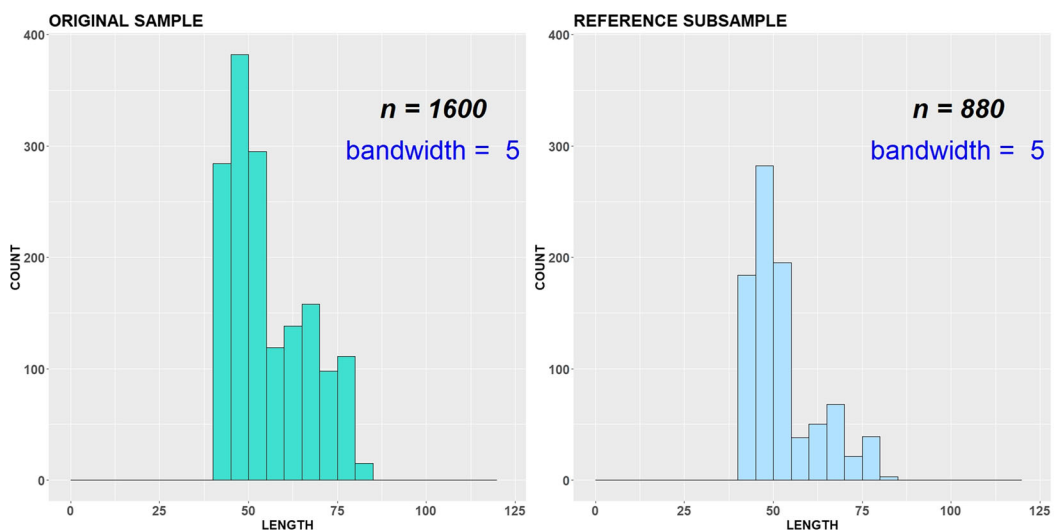 ORIGINAL SAMPLE
400
300
200
100
0
COUNT
n = 1600
bandwidth = 5
0 25 50 75 100 125
LENGTH
REFERENCE SUBSAMPLE
400
300
200
100
0
COUNT
n = 880
bandwidth = 5
0 25 50 75 100 125
LENGTH